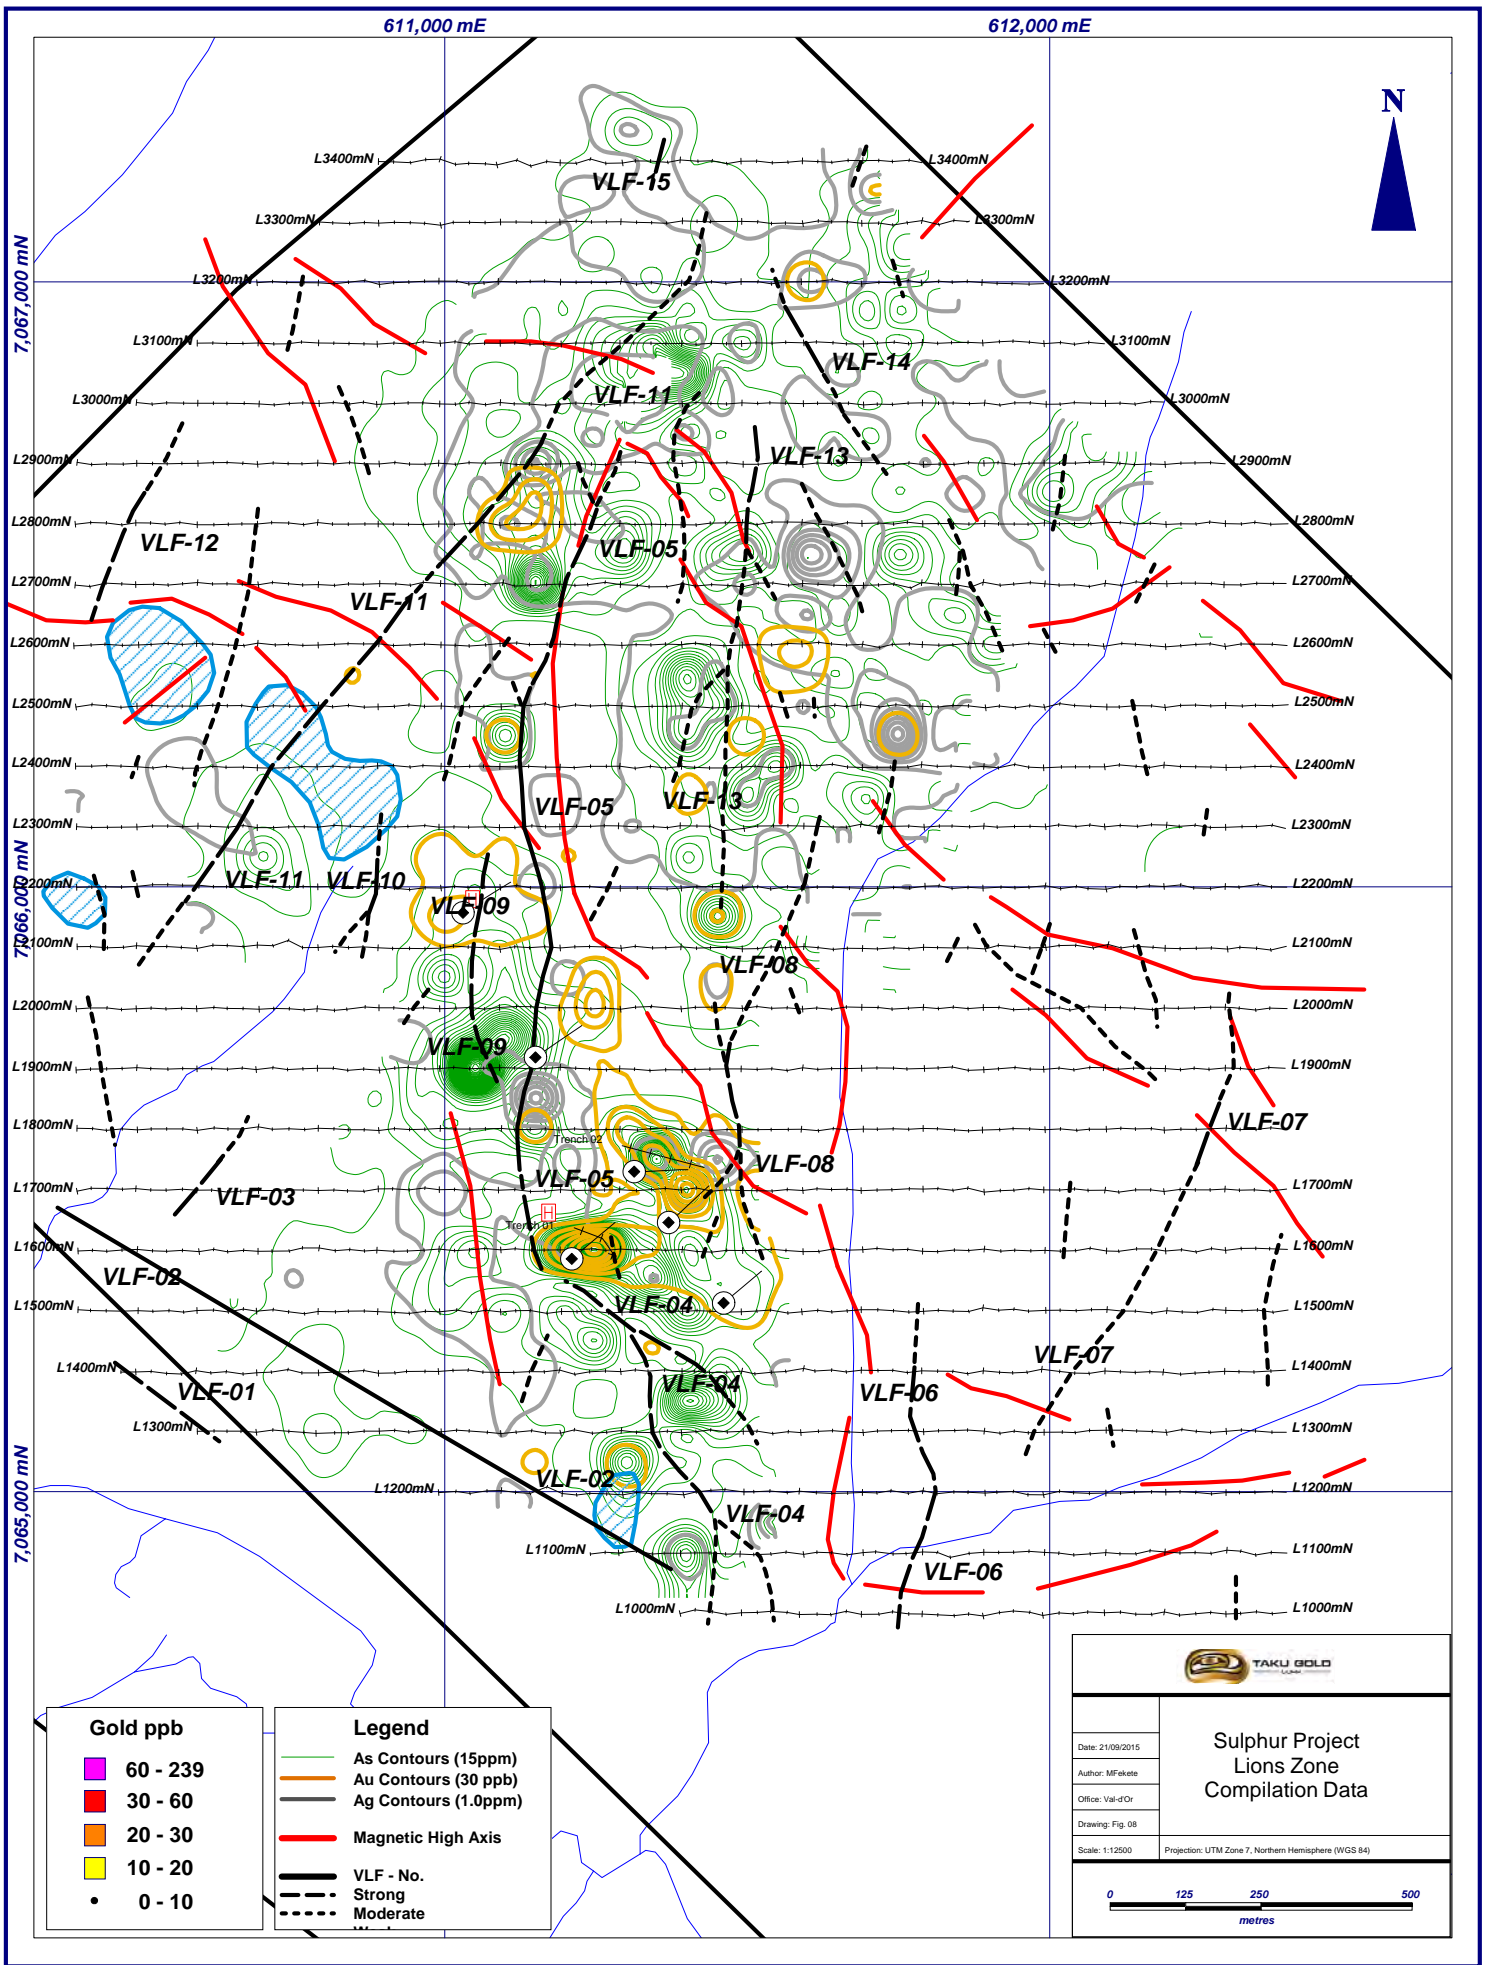 611,000 mE
612,000 mE
N
7,067,000 mN
7,066,000 mN
7,065,000 mN
L3400mN
L3400mN
VLF-15
L3300mN
L3300mN
L3200mN
L3200mN
L3100mN
L3100mN
VLF-14
VLF-11
L3000mN
L3000mN
VLF-13
L2900mN
L2900mN
L2800mN
L2800mN
VLF-12
VLF-05
L2700mN
L2700mN
VLF-11
L2600mN
L2600mN
L2500mN
L2500mN
L2400mN
L2400mN
VLF-05
VLF-13
L2300mN
L2300mN
VLF-11
VLF-10
L2200mN
L2200mN
H
VLF-09
L2100mN
L2100mN
VLF-08
L2000mN
L2000mN
VLF-09
L1900mN
L1900mN
L1800mN
L1800mN
VLF-07
Trench 02
VLF-08
VLF-05
L1700mN
L1700mN
VLF-03
H
Trench 01
L1600mN
L1600mN
VLF-02
L1500mN
L1500mN
VLF-04
VLF-07
L1400mN
L1400mN
VLF-01
VLF-04
VLF-06
L1300mN
L1300mN
VLF-02
L1200mN
L1200mN
VLF-04
L1100mN
L1100mN
VLF-06
L1000mN
L1000mN
Gold ppb
60 - 239
30 - 60
20 - 30
10 - 20
0 - 10
Legend
As Contours (15ppm)
Au Contours (30 ppb)
Ag Contours (1.0ppm)
Magnetic High Axis
VLF - No.
Strong
Moderate
TAKU GOLD
Sulphur Project
Lions Zone
Compilation Data
Date: 21/09/2015
Author: MFekete
Office: Val-d'Or
Drawing: Fig. 08
Scale: 1:12500
Projection: UTM Zone 7, Northern Hemisphere (WGS 84)
0 125 250 500
metres